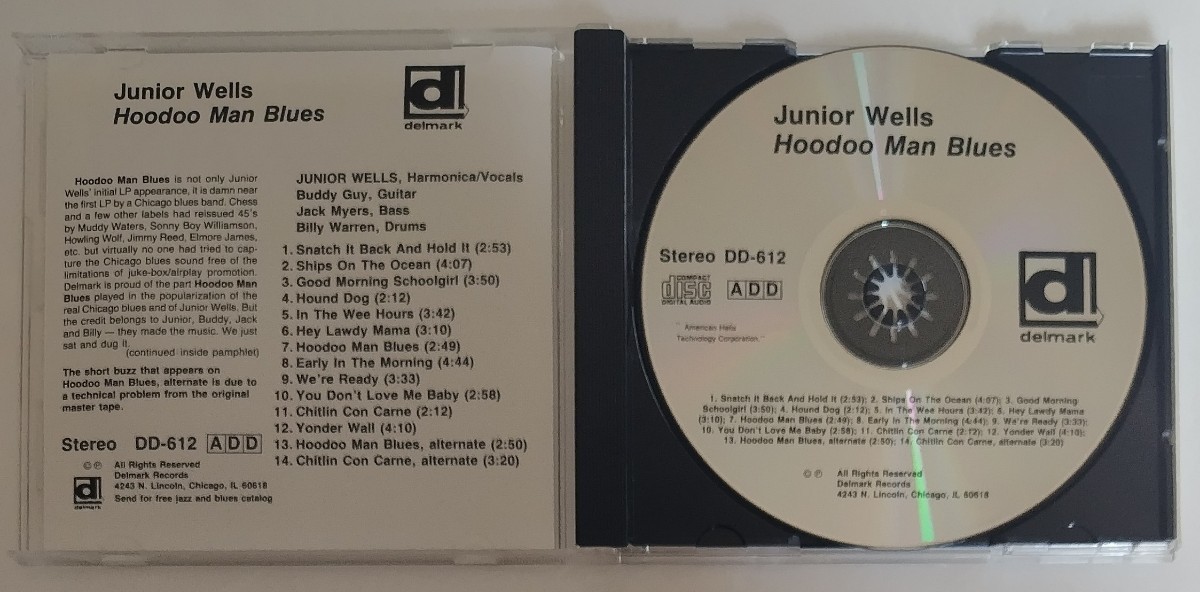 Junior Wells
Hoodoo Man Blues
d
delmark
Hoodoo Man Blues is not only Junior
Wells' initial LP appearance, it is damn near
the first LP by a Chicago blues band. Chess
and a few other labels had reissued 45's
by Muddy Waters, Sonny Boy Williamson,
Howling Wolf, Jimmy Reed, Elmore James,
etc. but virtually no one had tried to cap-
ture the Chicago blues sound free of the
limitations of juke-box/airplay promotion.
Delmark is proud of the part Hoodoo Man
Blues played in the popularization of the
real Chicago blues and of Junior Wells. But
the credit belongs to Junior, Buddy, Jack
and Billy — they made the music. We just
sat and dug it.
(continued inside pamphlet)
The short buzz that appears on
Hoodoo Man Blues, alternate is due to
a technical problem from the original
master tape.
Stereo DD-612 ADD
©℗ All Rights Reserved
Delmark Records
4243 N. Lincoln, Chicago, IL 60618
Send for free jazz and blues catalog
d
delmark
JUNIOR WELLS, Harmonica/Vocals
Buddy Guy, Guitar
Jack Myers, Bass
Billy Warren, Drums
1. Snatch It Back And Hold It (2:53)
2. Ships On The Ocean (4:07)
3. Good Morning Schoolgirl (3:50)
4. Hound Dog (2:12)
5. In The Wee Hours (3:42)
6. Hey Lawdy Mama (3:10)
7. Hoodoo Man Blues (2:49)
8. Early In The Morning (4:44)
9. We're Ready (3:33)
10. You Don't Love Me Baby (2:58)
11. Chitlin Con Carne (2:12)
12. Yonder Wall (4:10)
13. Hoodoo Man Blues, alternate (2:50)
14. Chitlin Con Carne, alternate (3:20)
Junior Wells
Hoodoo Man Blues
Stereo DD-612
COMPACT
disc
DIGITAL AUDIO
ADD
" American Helix
Technology Corporation."
d
delmark
1. Snatch It Back And Hold It (2:53); 2. Ships On The Ocean (4:07); 3. Good Morning
Schoolgirl (3:50); 4. Hound Dog (2:12); 5. In The Wee Hours (3:42); 6. Hey Lawdy Mama
(3:10); 7. Hoodoo Man Blues (2:49); 8. Early In The Morning (4:44); 9. We're Ready (3:33);
10. You Don't Love Me Baby (2:58); 11. Chitlin Con Carne (2:12); 12. Yonder Wall (4:10);
13. Hoodoo Man Blues, alternate (2:50); 14. Chitlin Con Carne, alternate (3:20)
©℗ All Rights Reserved
Delmark Records
4243 N. Lincoln, Chicago, IL 60618